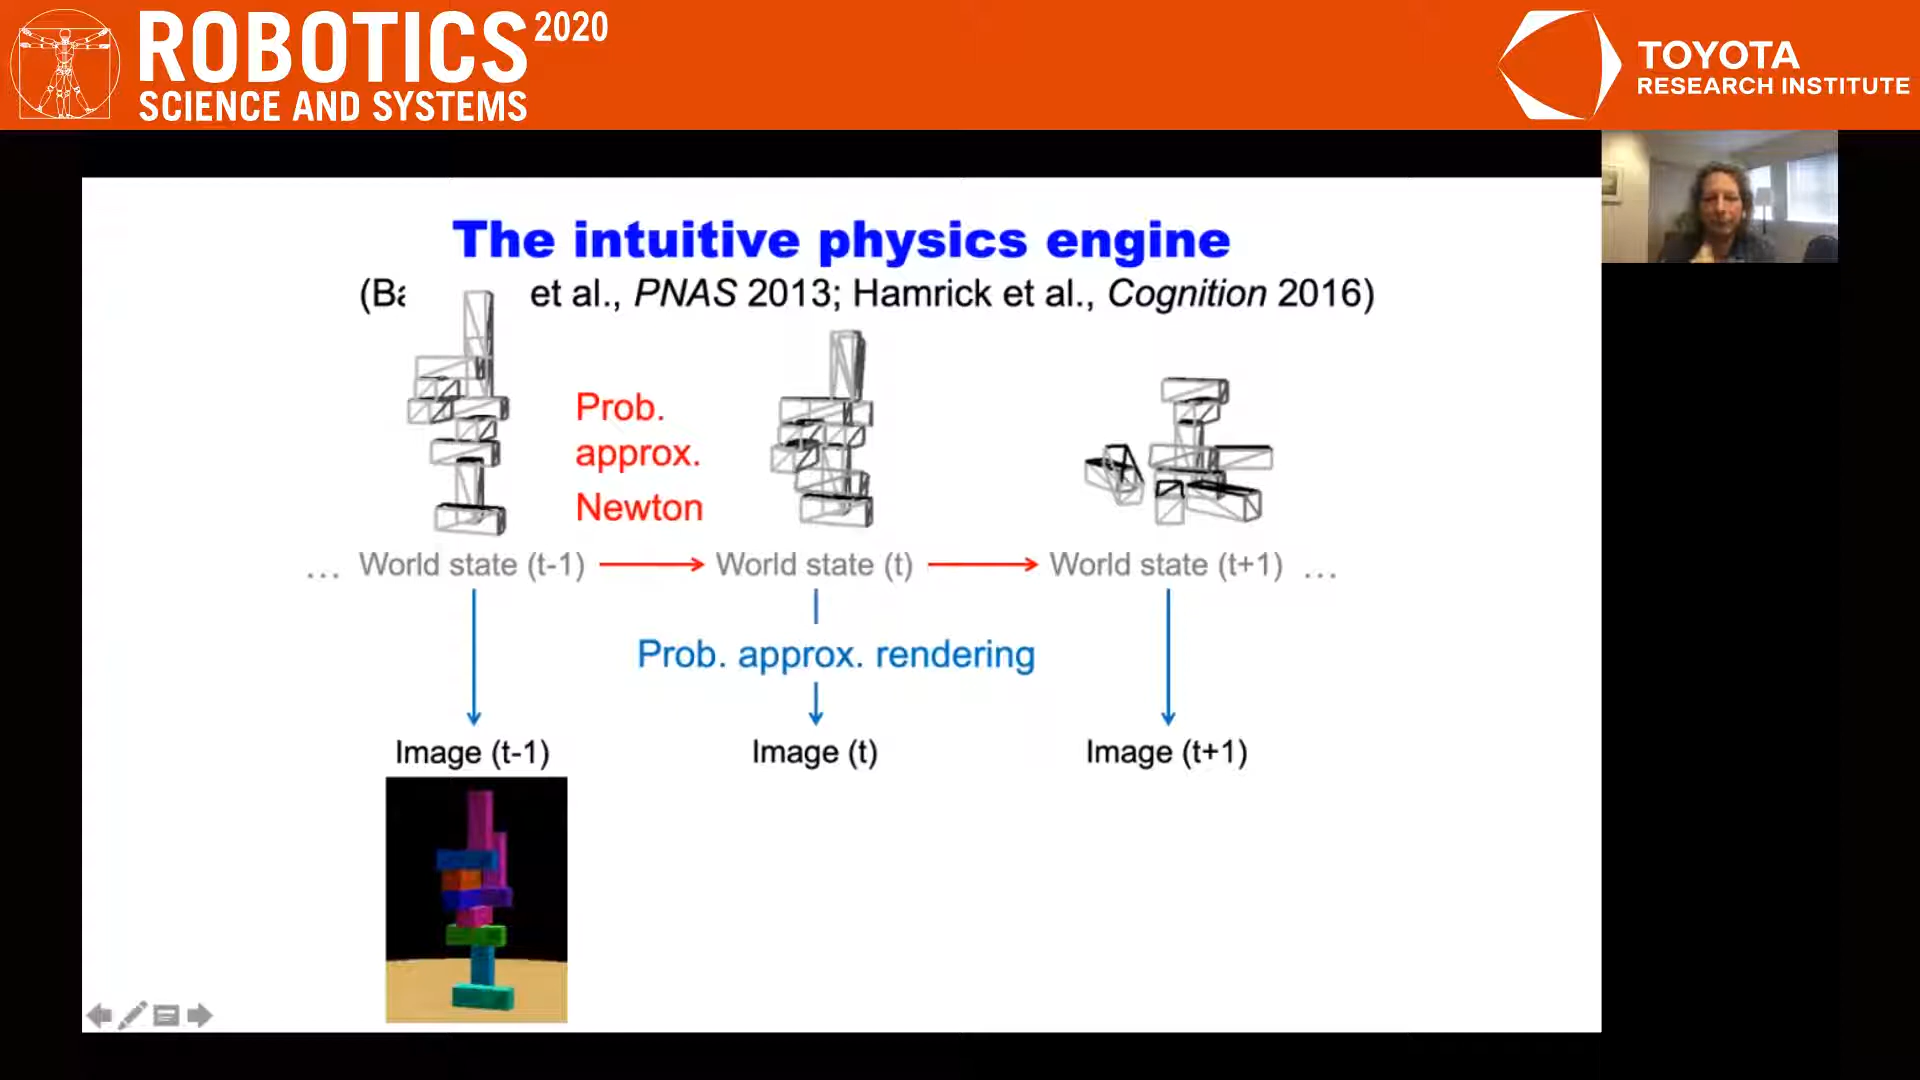 ROBOTICS 2020
SCIENCE AND SYSTEMS
TOYOTA
RESEARCH INSTITUTE
The intuitive physics engine
et al., PNAS 2013; Hamrick et al., Cognition 2016)
Prob.
approx.
Newton
... World state (t-1) World state (t) World state (t+1) ...
Prob. approx. rendering
Image (t-1) Image (t) Image (t+1)